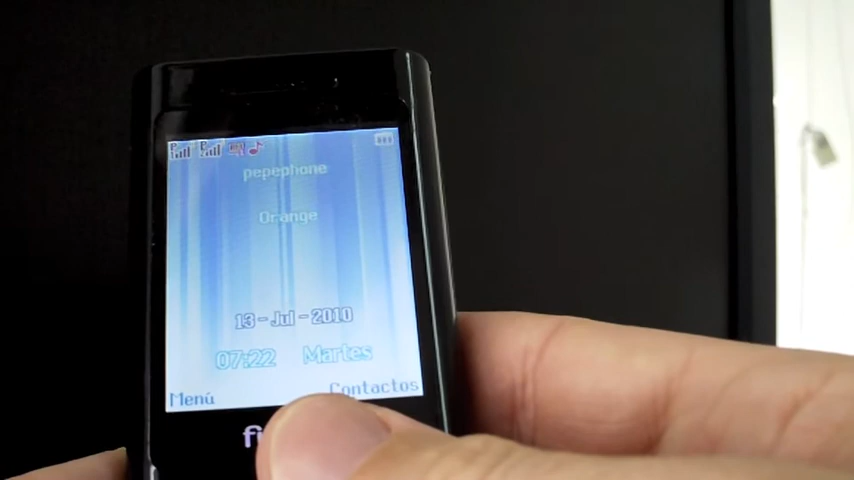 pepephone
Orange
13-Jul-2010
07:22 Martes
Menú Contactos